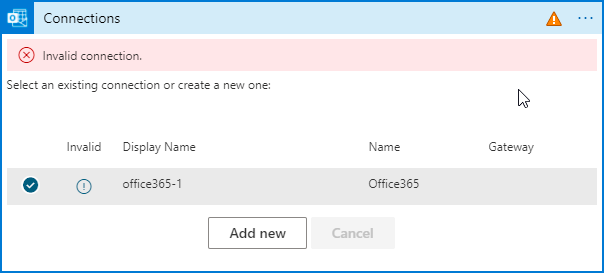 Connections
Invalid connection.
Select an existing connection or create a new one:
Invalid Display Name Name Gateway
office365-1 Office365
Add new Cancel